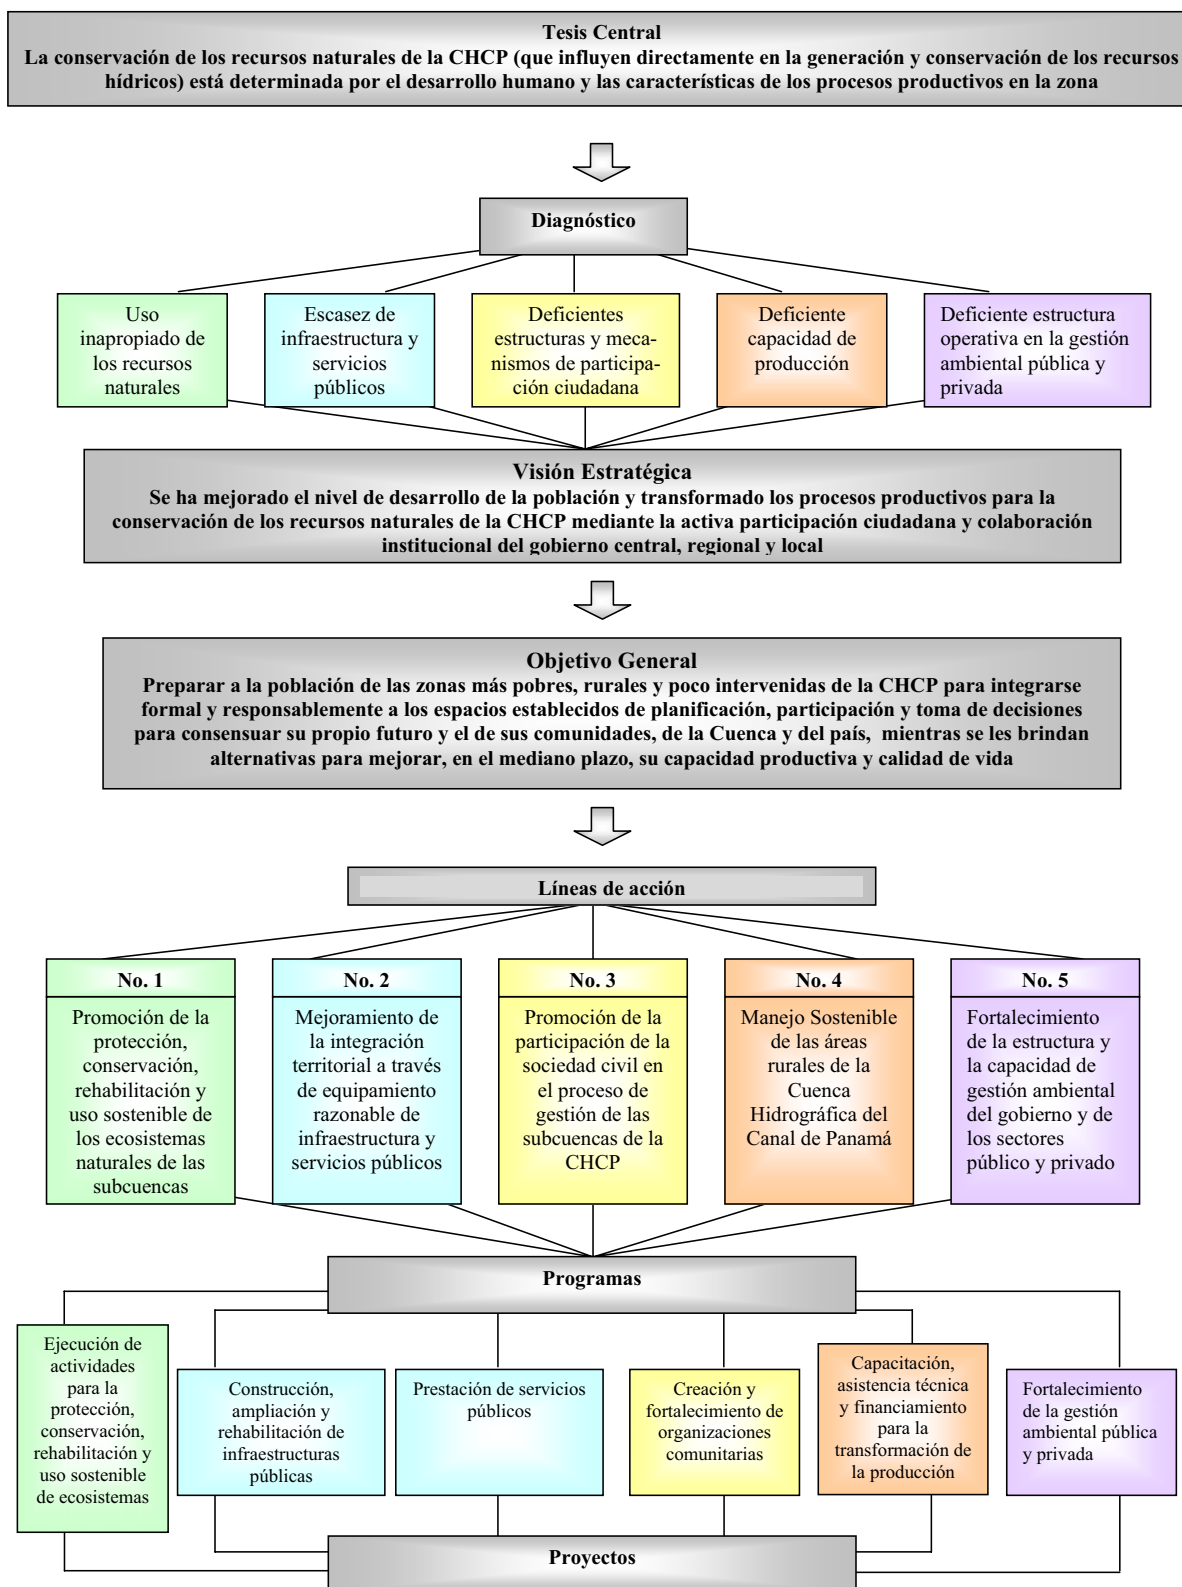 Tesis Central
La conservación de los recursos naturales de la CHCP (que influyen directamente en la generación y conservación de los recursos
hídricos) está determinada por el desarrollo humano y las características de los procesos productivos en la zona
Diagnóstico
Uso
inapropiado de
los recursos
naturales
Escasez de
infraestructura y
servicios
públicos
Deficientes
estructuras y meca-
nismos de participa-
ción ciudadana
Deficiente
capacidad de
producción
Deficiente estructura
operativa en la gestión
ambiental pública y
privada
Visión Estratégica
Se ha mejorado el nivel de desarrollo de la población y transformado los procesos productivos para la
conservación de los recursos naturales de la CHCP mediante la activa participación ciudadana y colaboración
institucional del gobierno central, regional y local
Objetivo General
Preparar a la población de las zonas más pobres, rurales y poco intervenidas de la CHCP para integrarse
formal y responsablemente a los espacios establecidos de planificación, participación y toma de decisiones
para consensuar su propio futuro y el de sus comunidades, de la Cuenca y del país, mientras se les brindan
alternativas para mejorar, en el mediano plazo, su capacidad productiva y calidad de vida
Líneas de acción
No. 1
Promoción de la
protección,
conservación,
rehabilitación y
uso sostenible de
los ecosistemas
naturales de las
subcuencas
No. 2
Mejoramiento de
la integración
territorial a través
de equipamiento
razonable de
infraestructura y
servicios públicos
No. 3
Promoción de la
participación de la
sociedad civil en
el proceso de
gestión de las
subcuencas de la
CHCP
No. 4
Manejo Sostenible
de las áreas
rurales de la
Cuenca
Hidrográfica del
Canal de Panamá
No. 5
Fortalecimiento
de la estructura y
la capacidad de
gestión ambiental
del gobierno y de
los sectores
público y privado
Programas
Ejecución de
actividades
para la
protección,
conservación,
rehabilitación y
uso sostenible
de ecosistemas
Construcción,
ampliación y
rehabilitación de
infraestructuras
públicas
Prestación de servicios
públicos
Creación y
fortalecimiento de
organizaciones
comunitarias
Capacitación,
asistencia técnica
y financiamiento
para la
transformación de
la producción
Fortalecimiento
de la gestión
ambiental pública
y privada
Proyectos